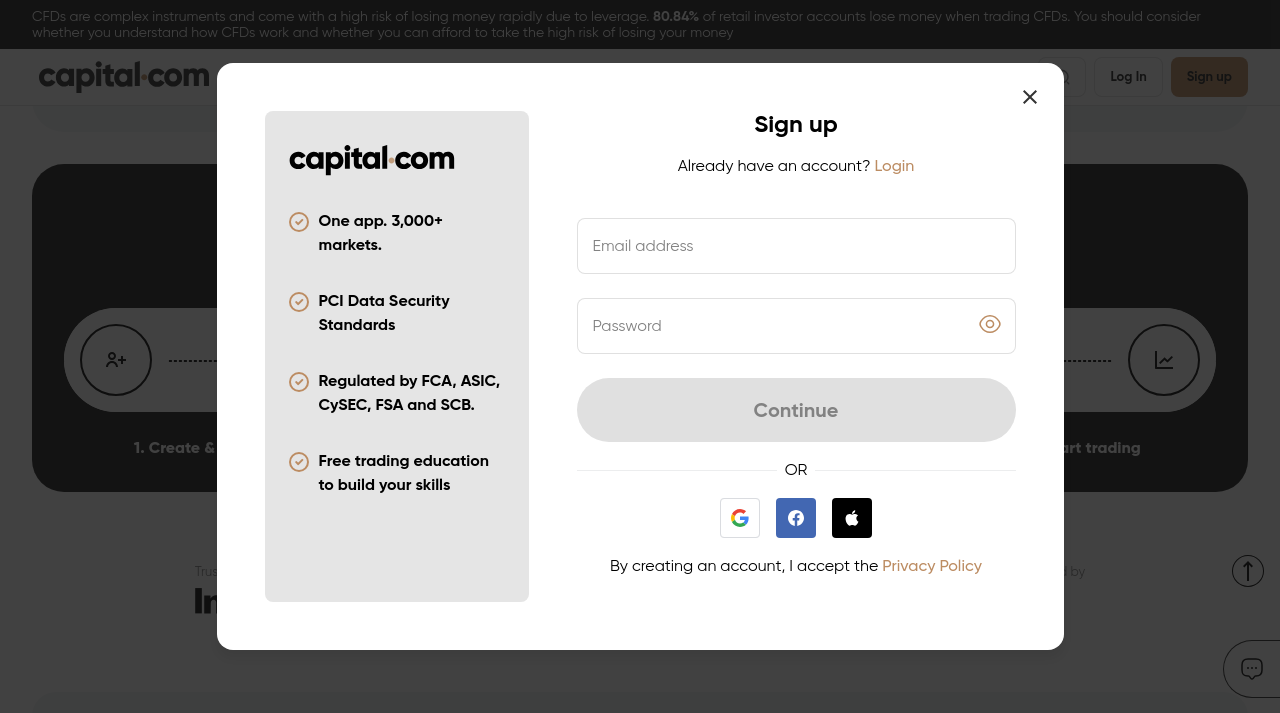 CFDs are complex instruments and come with a high risk of losing money rapidly due to leverage. 80.84% of retail investor accounts lose money when trading CFDs. You should consider
whether you understand how CFDs work and whether you can afford to take the high risk of losing your money
capital.com
Log In
Sign up
capital.com
One app. 3,000+
markets.
PCI Data Security
Standards
Regulated by FCA, ASIC,
CySEC, FSA and SCB.
Free trading education
to build your skills
Sign up
Already have an account? Login
Email address
Password
Continue
OR
By creating an account, I accept the Privacy Policy
1. Create &
art trading
Trus
d by
In